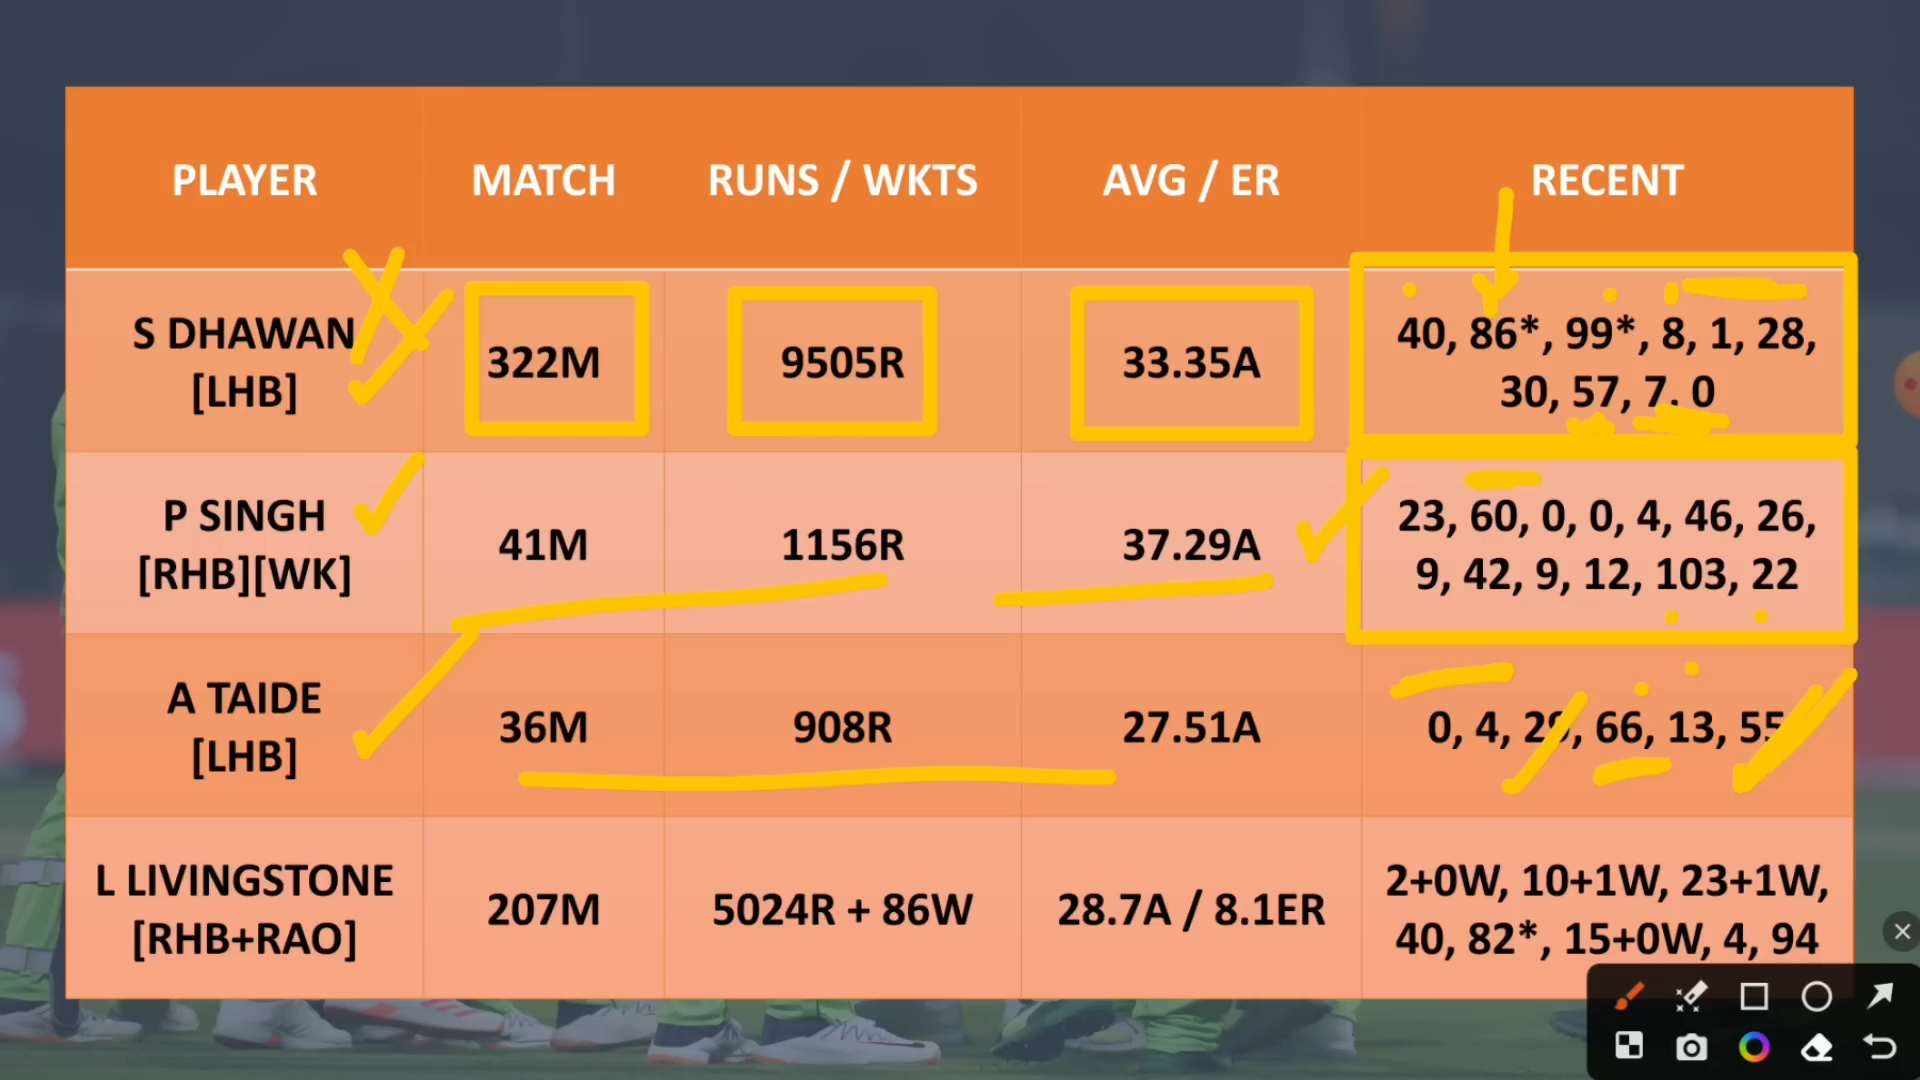 PLAYER MATCH RUNS / WKTS AVG / ER RECENT
S DHAWAN
[LHB]
322M
9505R
33.35A
40, 86*, 99*, 8, 1, 28,
30, 57, 7, 0
P SINGH
[RHB][WK]
41M
1156R
37.29A
23, 60, 0, 0, 4, 46, 26,
9, 42, 9, 12, 103, 22
A TAIDE
[LHB]
36M
908R
27.51A
0, 4, 29, 66, 13, 55
L LIVINGSTONE
[RHB+RAO]
207M
5024R + 86W
28.7A / 8.1ER
2+0W, 10+1W, 23+1W,
40, 82*, 15+0W, 4, 94